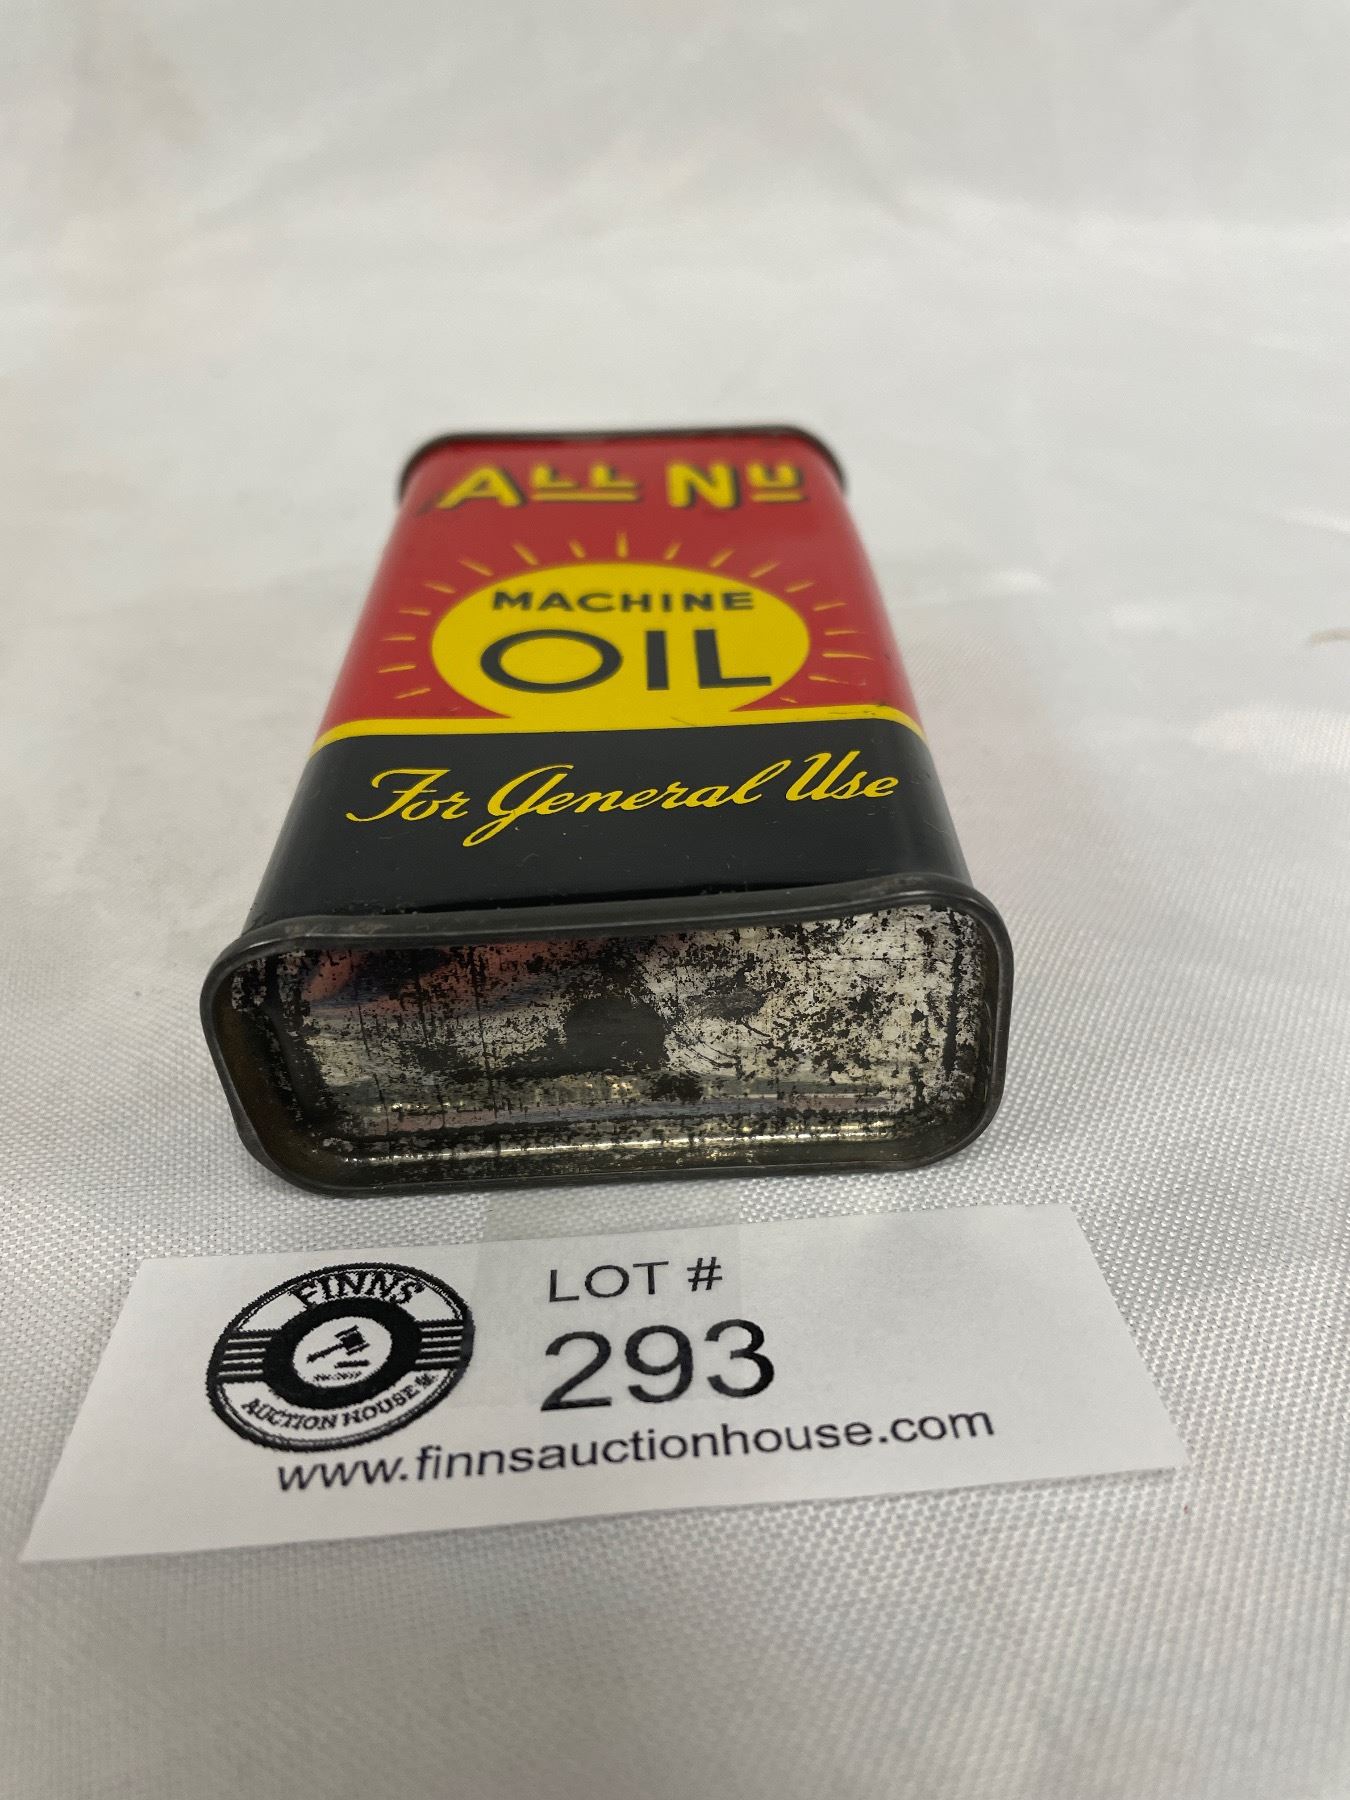 ALL NU
MACHINE
OIL
For General Use
FINNS
AUCTION HOUSE
LOT #
293
www.finnsauctionhouse.com